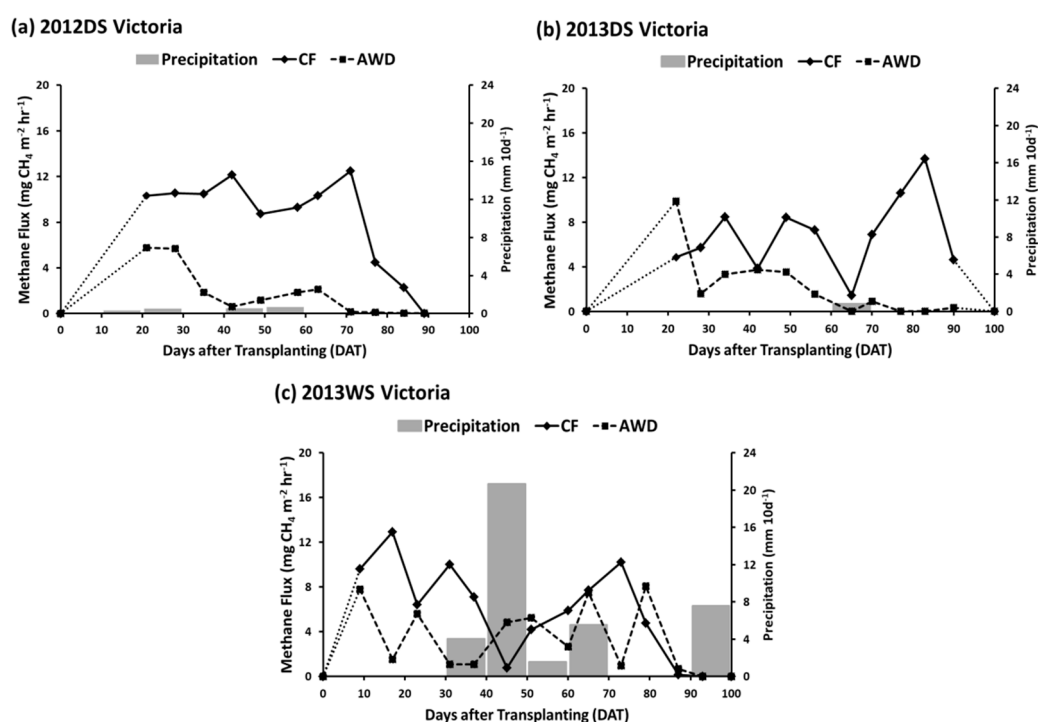 (a) 2012DS Victoria
Precipitation CF AWD
20 24
16 20
12 16
12
8
8
4 4
0 0
Methane Flux (mg CH₄ m⁻² hr⁻¹)
Precipitation (mm 10d⁻¹)
0 10 20 30 40 50 60 70 80 90 100
Days after Transplanting (DAT)
(b) 2013DS Victoria
Precipitation CF AWD
20 24
16 20
12 16
12
8
8
4 4
0 0
Methane Flux (mg CH₄ m⁻² hr⁻¹)
Precipitation (mm 10d⁻¹)
0 10 20 30 40 50 60 70 80 90 100
Days after Transplanting (DAT)
(c) 2013WS Victoria
Precipitation CF AWD
20 24
16 20
12 16
12
8
8
4 4
0 0
Methane Flux (mg CH₄ m⁻² hr⁻¹)
Precipitation (mm 10d⁻¹)
0 10 20 30 40 50 60 70 80 90 100
Days after Transplanting (DAT)